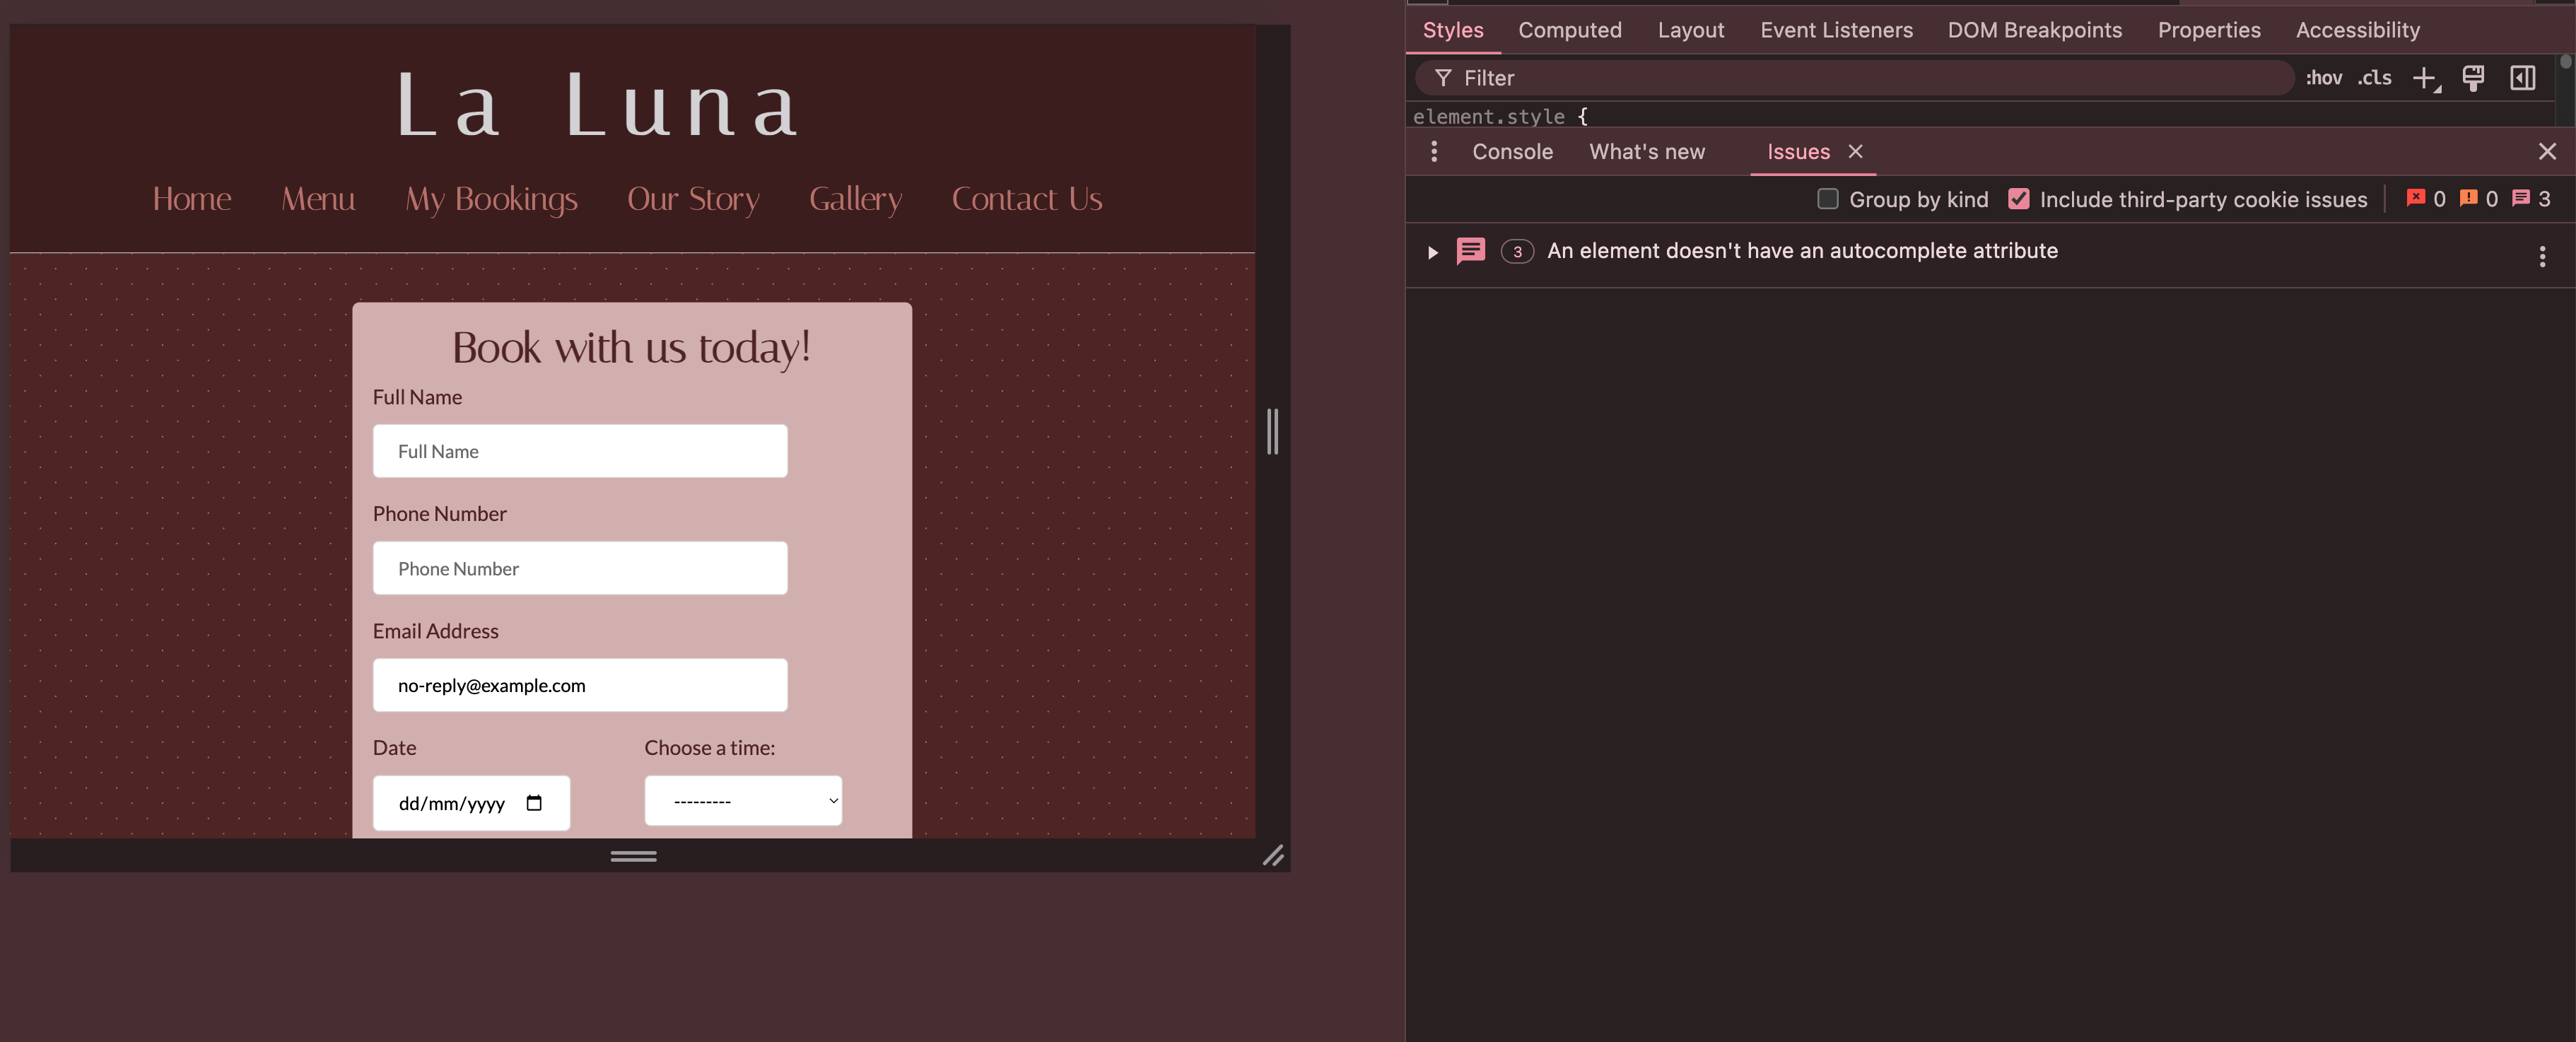 La Luna
Home Menu My Bookings Our Story Gallery Contact Us
Book with us today!
Full Name
Full Name
Phone Number
Phone Number
Email Address
no-reply@example.com
Date Choose a time:
dd/mm/yyyy ---------
Styles Computed Layout Event Listeners DOM Breakpoints Properties Accessibility
Filter :hov .cls
element.style {
Console What's new Issues
Group by kind Include third-party cookie issues 0 0 3
3 An element doesn't have an autocomplete attribute